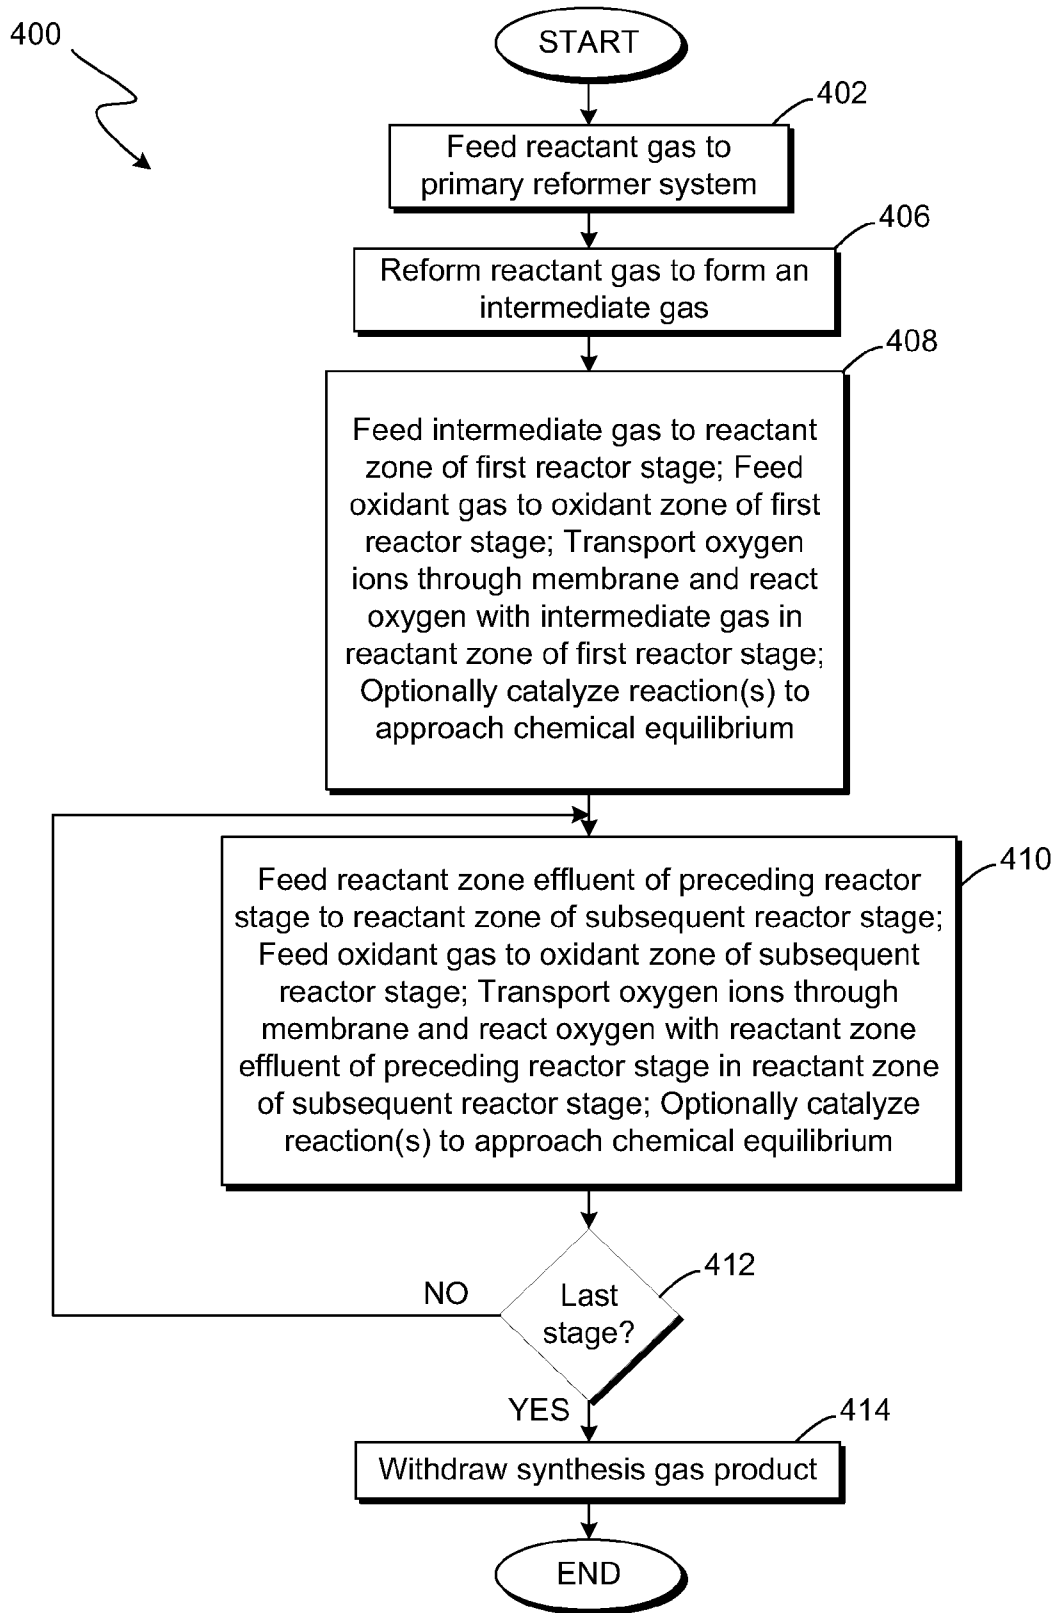 400
START
402
Feed reactant gas to
primary reformer system
406
Reform reactant gas to form an
intermediate gas
408
Feed intermediate gas to reactant
zone of first reactor stage; Feed
oxidant gas to oxidant zone of first
reactor stage; Transport oxygen
ions through membrane and react
oxygen with intermediate gas in
reactant zone of first reactor stage;
Optionally catalyze reaction(s) to
approach chemical equilibrium
410
Feed reactant zone effluent of preceding reactor
stage to reactant zone of subsequent reactor stage;
Feed oxidant gas to oxidant zone of subsequent
reactor stage; Transport oxygen ions through
membrane and react oxygen with reactant zone
effluent of preceding reactor stage in reactant zone
of subsequent reactor stage; Optionally catalyze
reaction(s) to approach chemical equilibrium
412
NO
Last
stage?
YES
414
Withdraw synthesis gas product
END